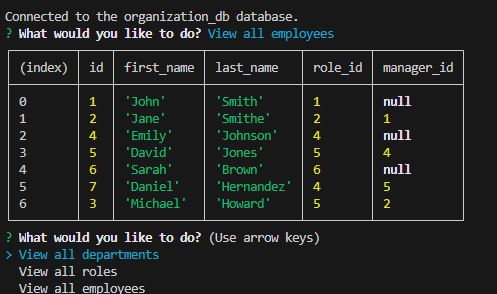 Connected to the organization_db database.
? What would you like to do? View all employees
(index) id first_name last_name role_id manager_id
0 1 'John' 'Smith' 1 null
1 2 'Jane' 'Smithe' 2 1
2 4 'Emily' 'Johnson' 4 null
3 5 'David' 'Jones' 5 4
4 6 'Sarah' 'Brown' 6 null
5 7 'Daniel' 'Hernandez' 4 5
6 3 'Michael' 'Howard' 5 2
? What would you like to do? (Use arrow keys)
> View all departments
View all roles
View all employees